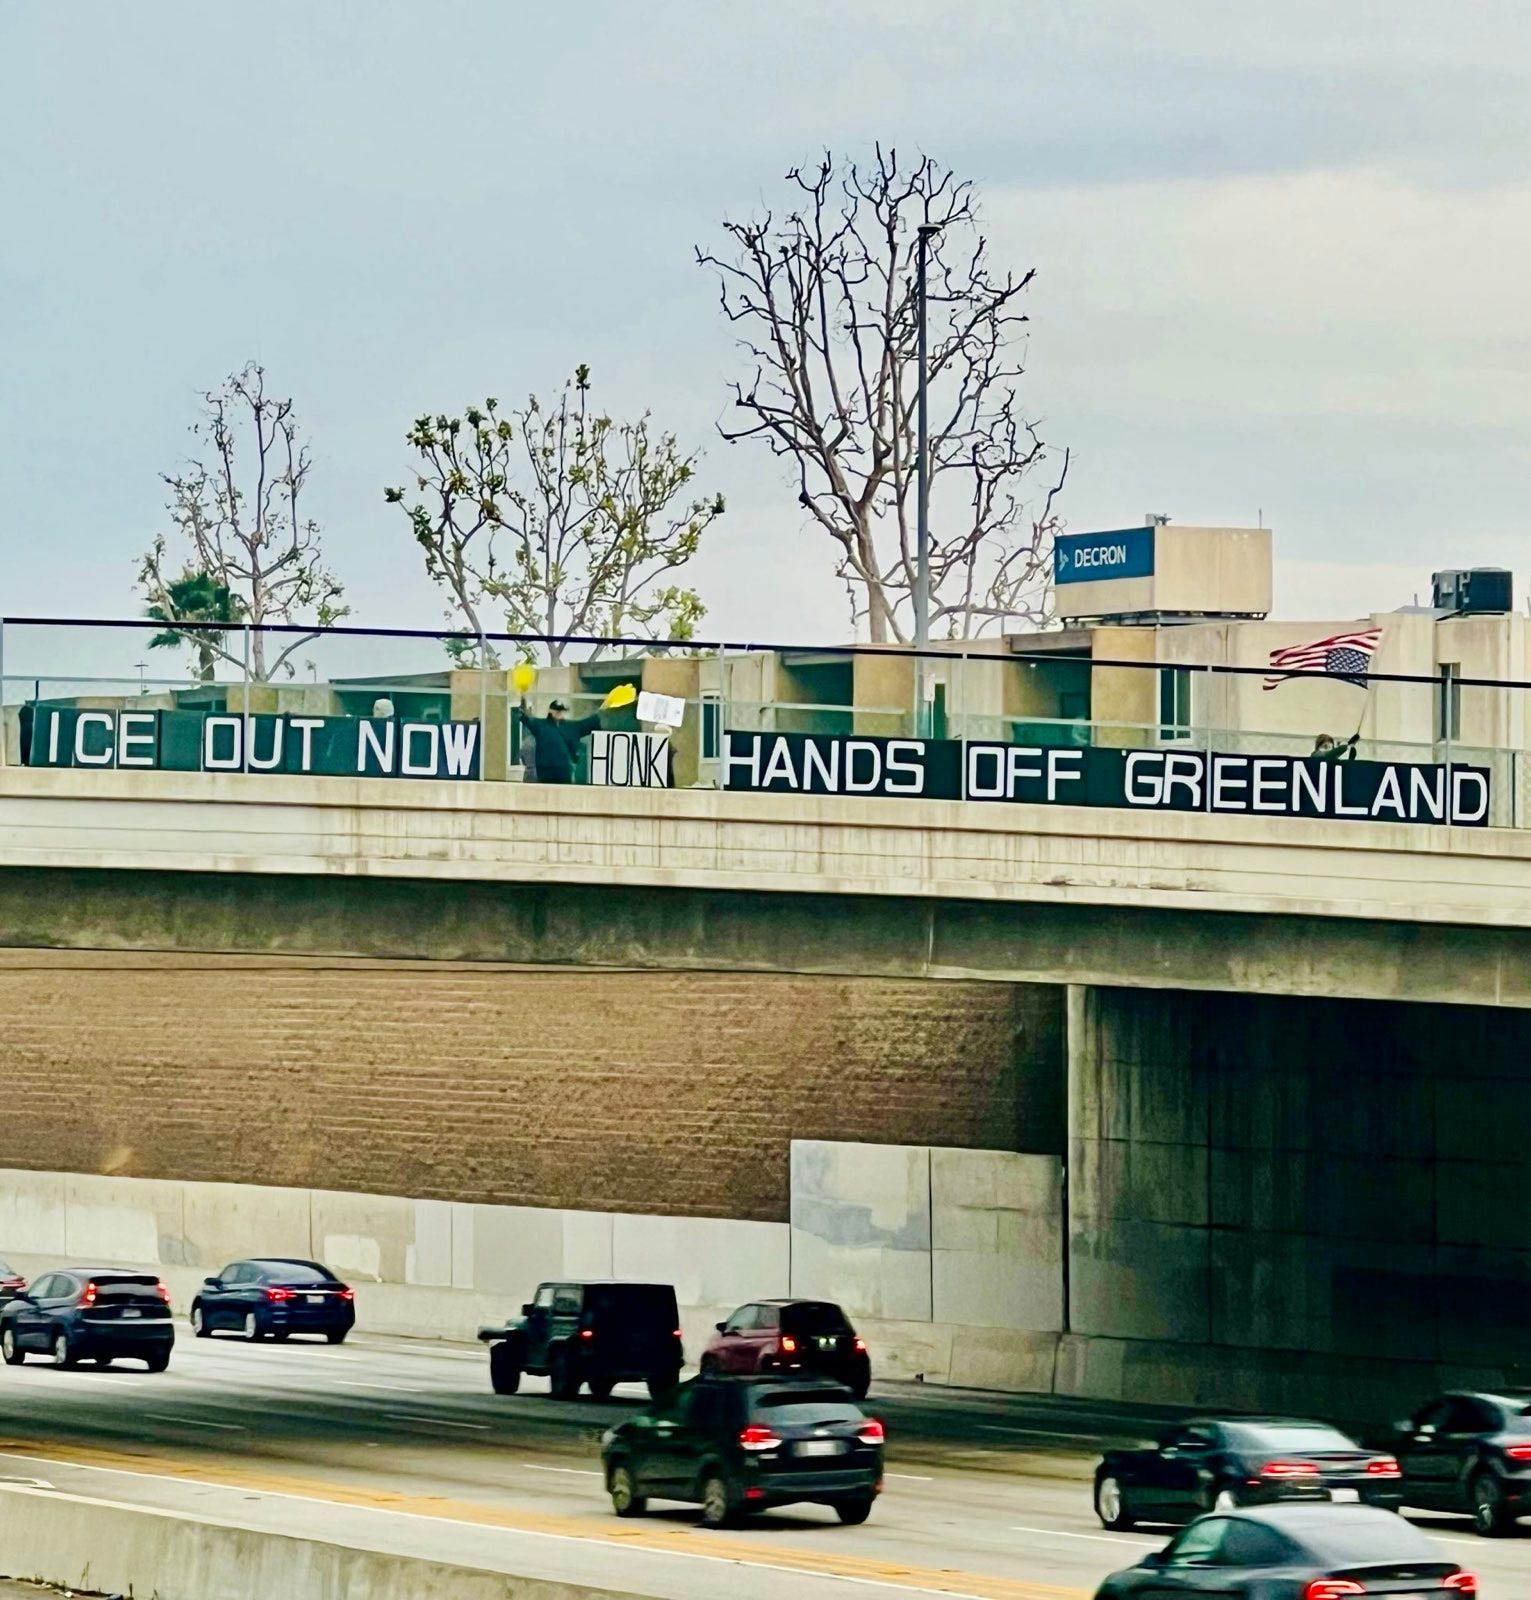 DECRON
ICE OUT NOW
HONK
HANDS OFF GREENLAND